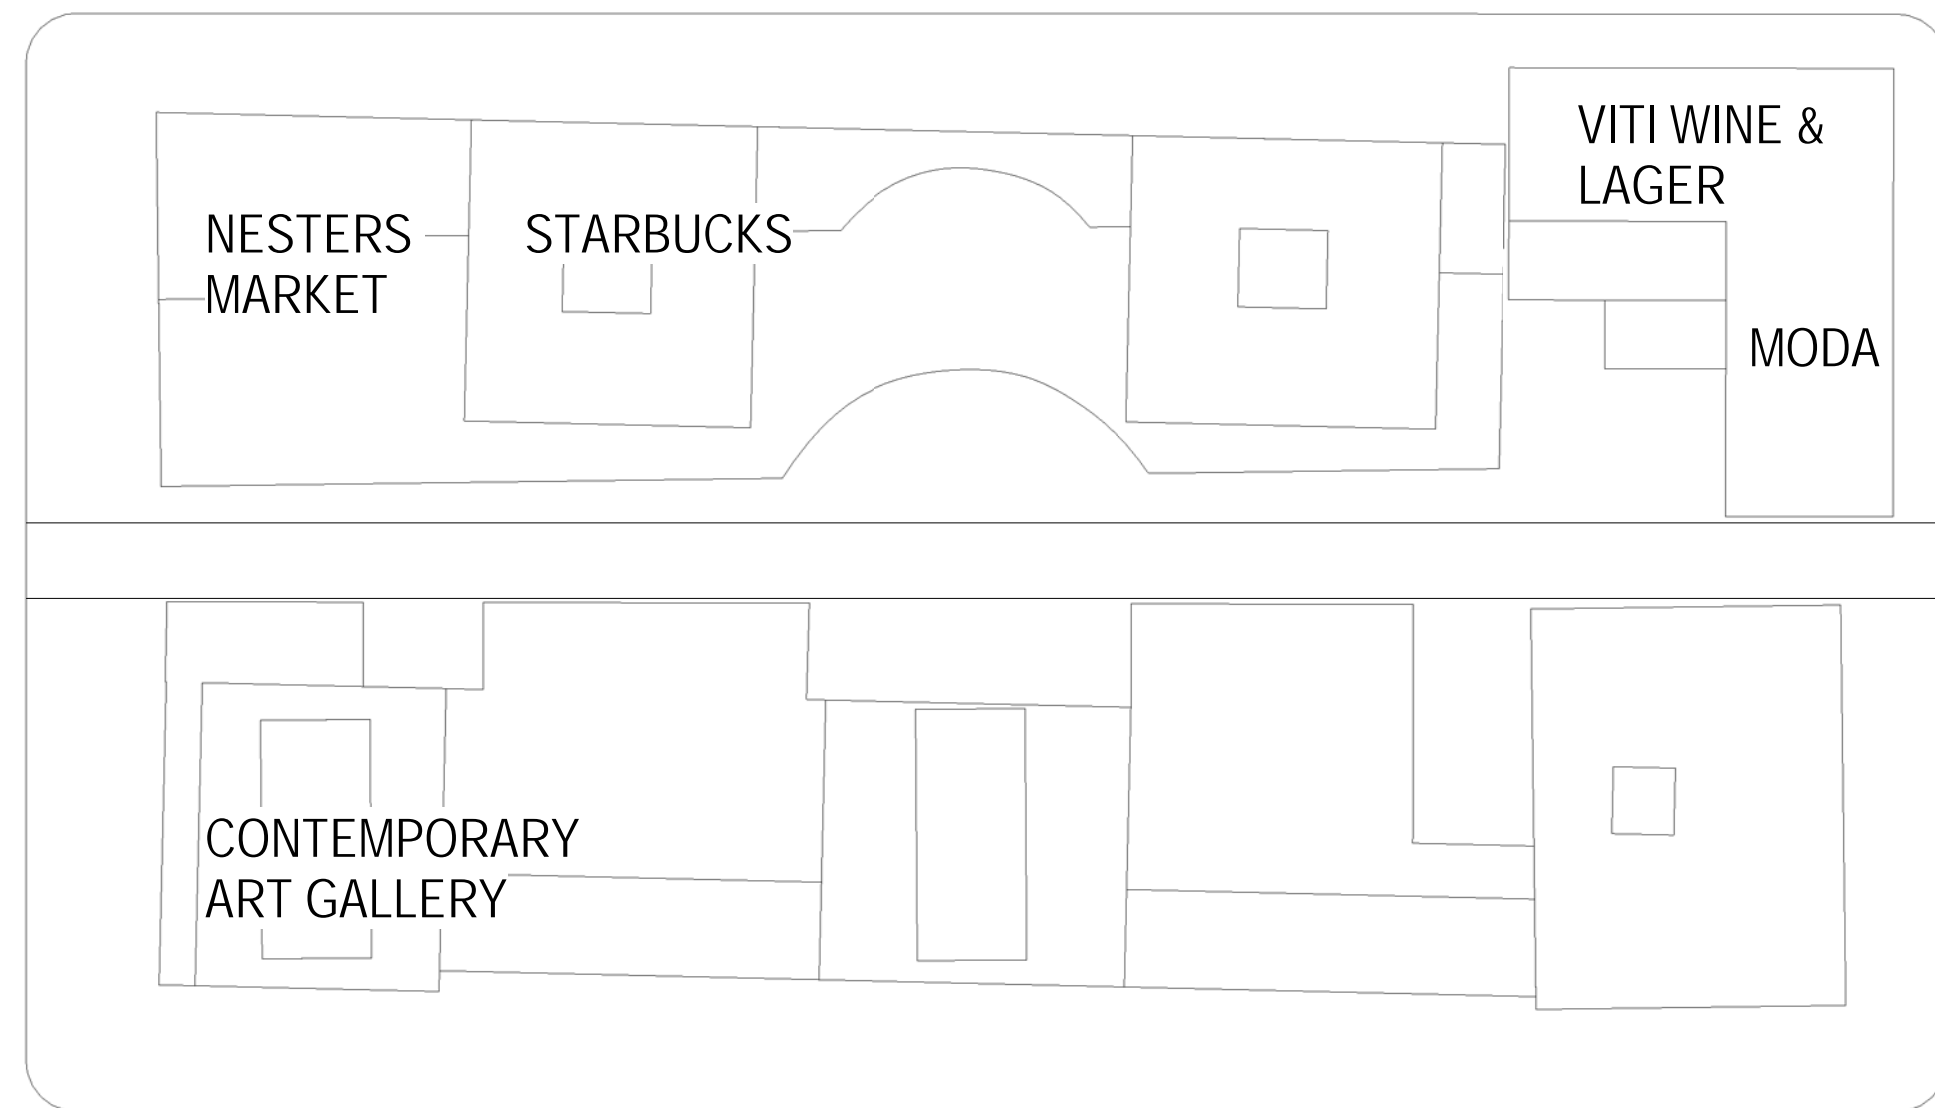 VITI WINE &
LAGER
NESTERS
MARKET
STARBUCKS
MODA
CONTEMPORARY
ART GALLERY